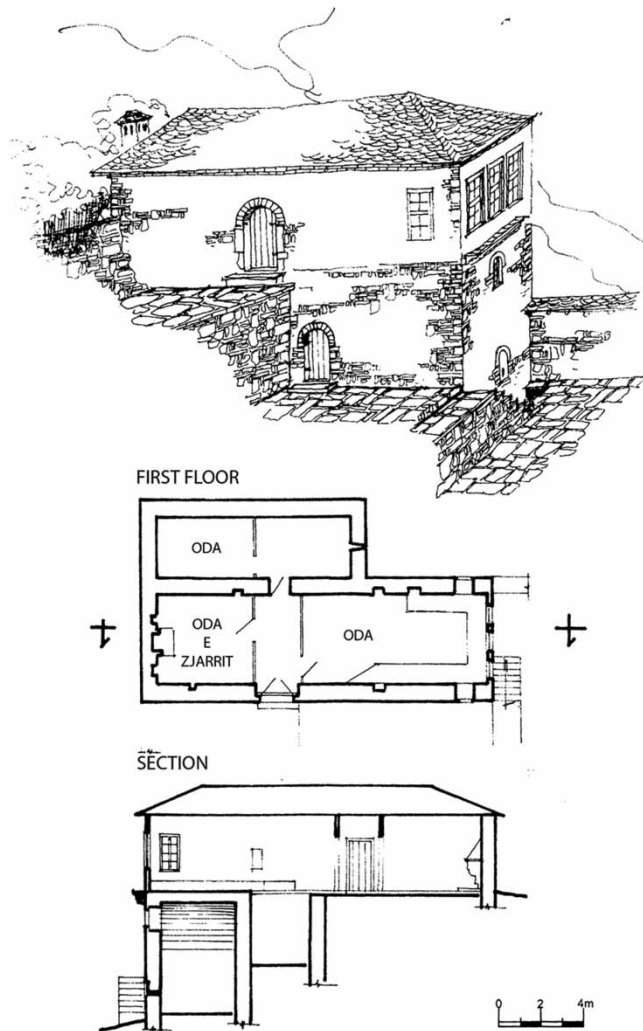 FIRST FLOOR
ODA
ODA
E
ZJARRIT
ODA
SECTION
0 2 4m